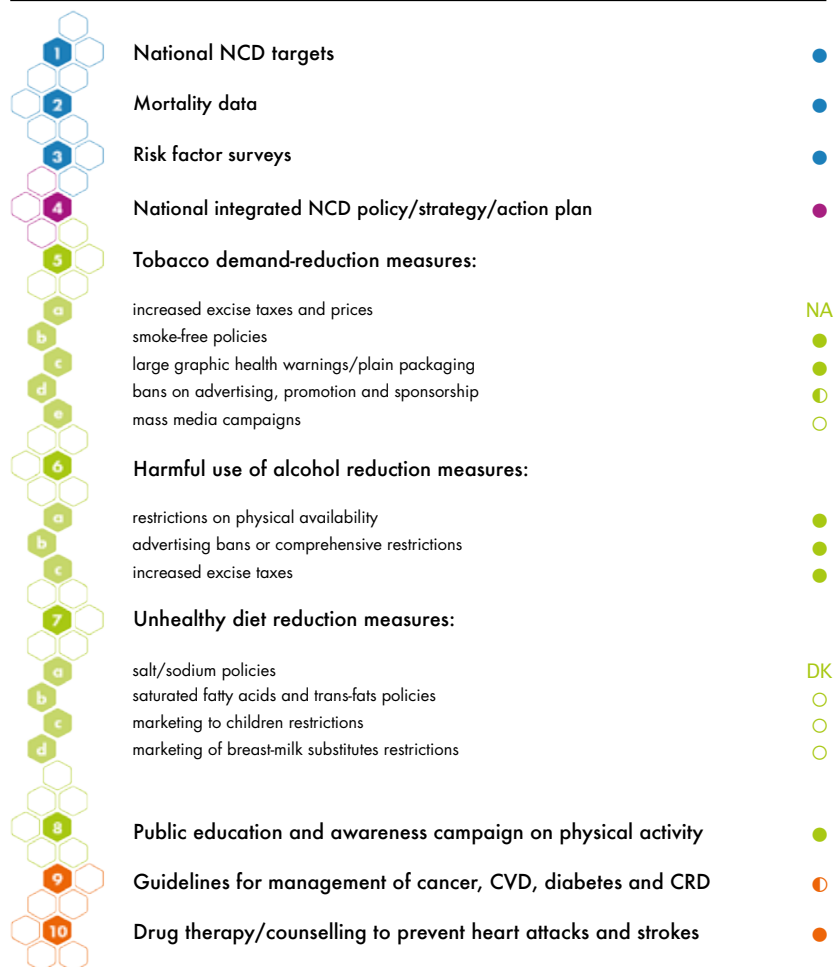 1 National NCD targets ●
2 Mortality data ●
3 Risk factor surveys ●
4 National integrated NCD policy/strategy/action plan ●
5 Tobacco demand-reduction measures:
a increased excise taxes and prices NA
b smoke-free policies ●
c large graphic health warnings/plain packaging ●
d bans on advertising, promotion and sponsorship ◐
e mass media campaigns ○
6 Harmful use of alcohol reduction measures:
a restrictions on physical availability ●
b advertising bans or comprehensive restrictions ●
c increased excise taxes ●
7 Unhealthy diet reduction measures:
a salt/sodium policies DK
b saturated fatty acids and trans-fats policies ○
c marketing to children restrictions ○
d marketing of breast-milk substitutes restrictions ○
8 Public education and awareness campaign on physical activity ●
9 Guidelines for management of cancer, CVD, diabetes and CRD ◐
10 Drug therapy/counselling to prevent heart attacks and strokes ●